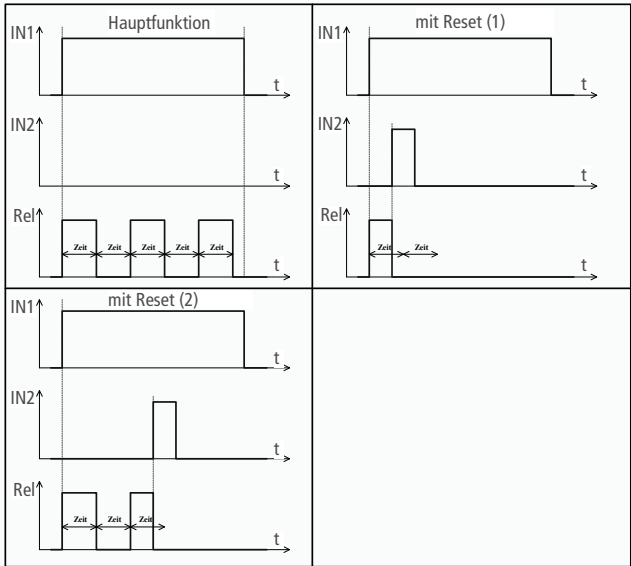 Hauptfunktion
IN1
t
IN2
t
Rel
Zeit Zeit Zeit Zeit Zeit
t
mit Reset (1)
IN1
t
IN2
t
Rel
Zeit Zeit
t
mit Reset (2)
IN1
t
IN2
t
Rel
Zeit Zeit Zeit
t